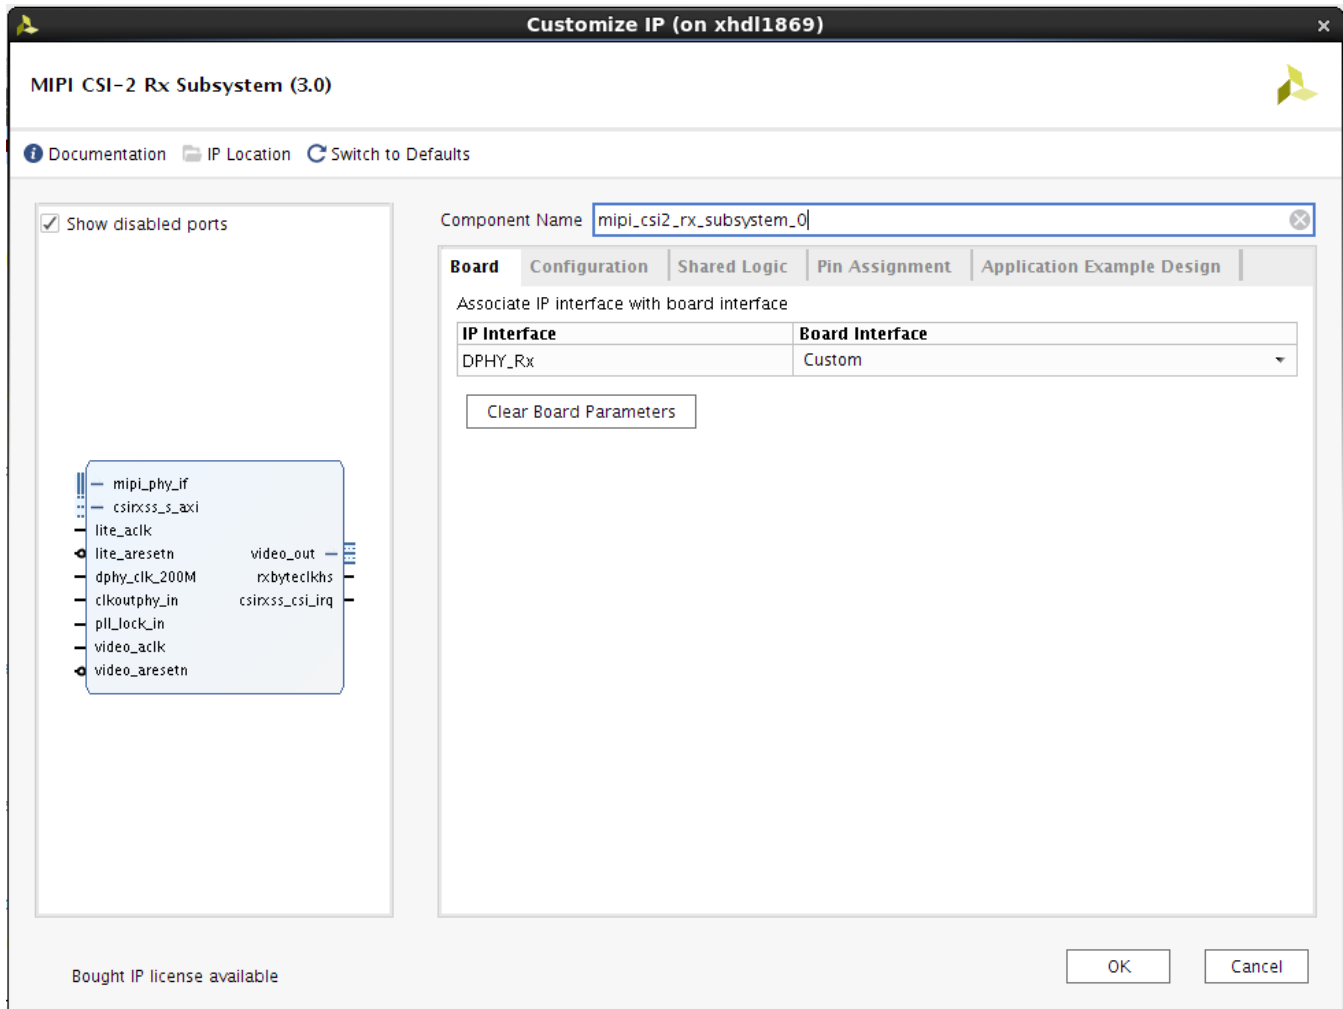 Customize IP (on xhdl1869)
MIPI CSI-2 Rx Subsystem (3.0)
Documentation IP Location Switch to Defaults
Show disabled ports
Component Name mipi_csi2_rx_subsystem_0
Board Configuration Shared Logic Pin Assignment Application Example Design
Associate IP interface with board interface
IP Interface Board Interface
DPHY_Rx Custom
Clear Board Parameters
mipi_phy_if
csirxss_s_axi
lite_aclk
lite_aresetn video_out
dphy_clk_200M rxbyteclkhs
clkoutphy_in csirxss_csi_irq
pll_lock_in
video_aclk
video_aresetn
Bought IP license available
OK Cancel